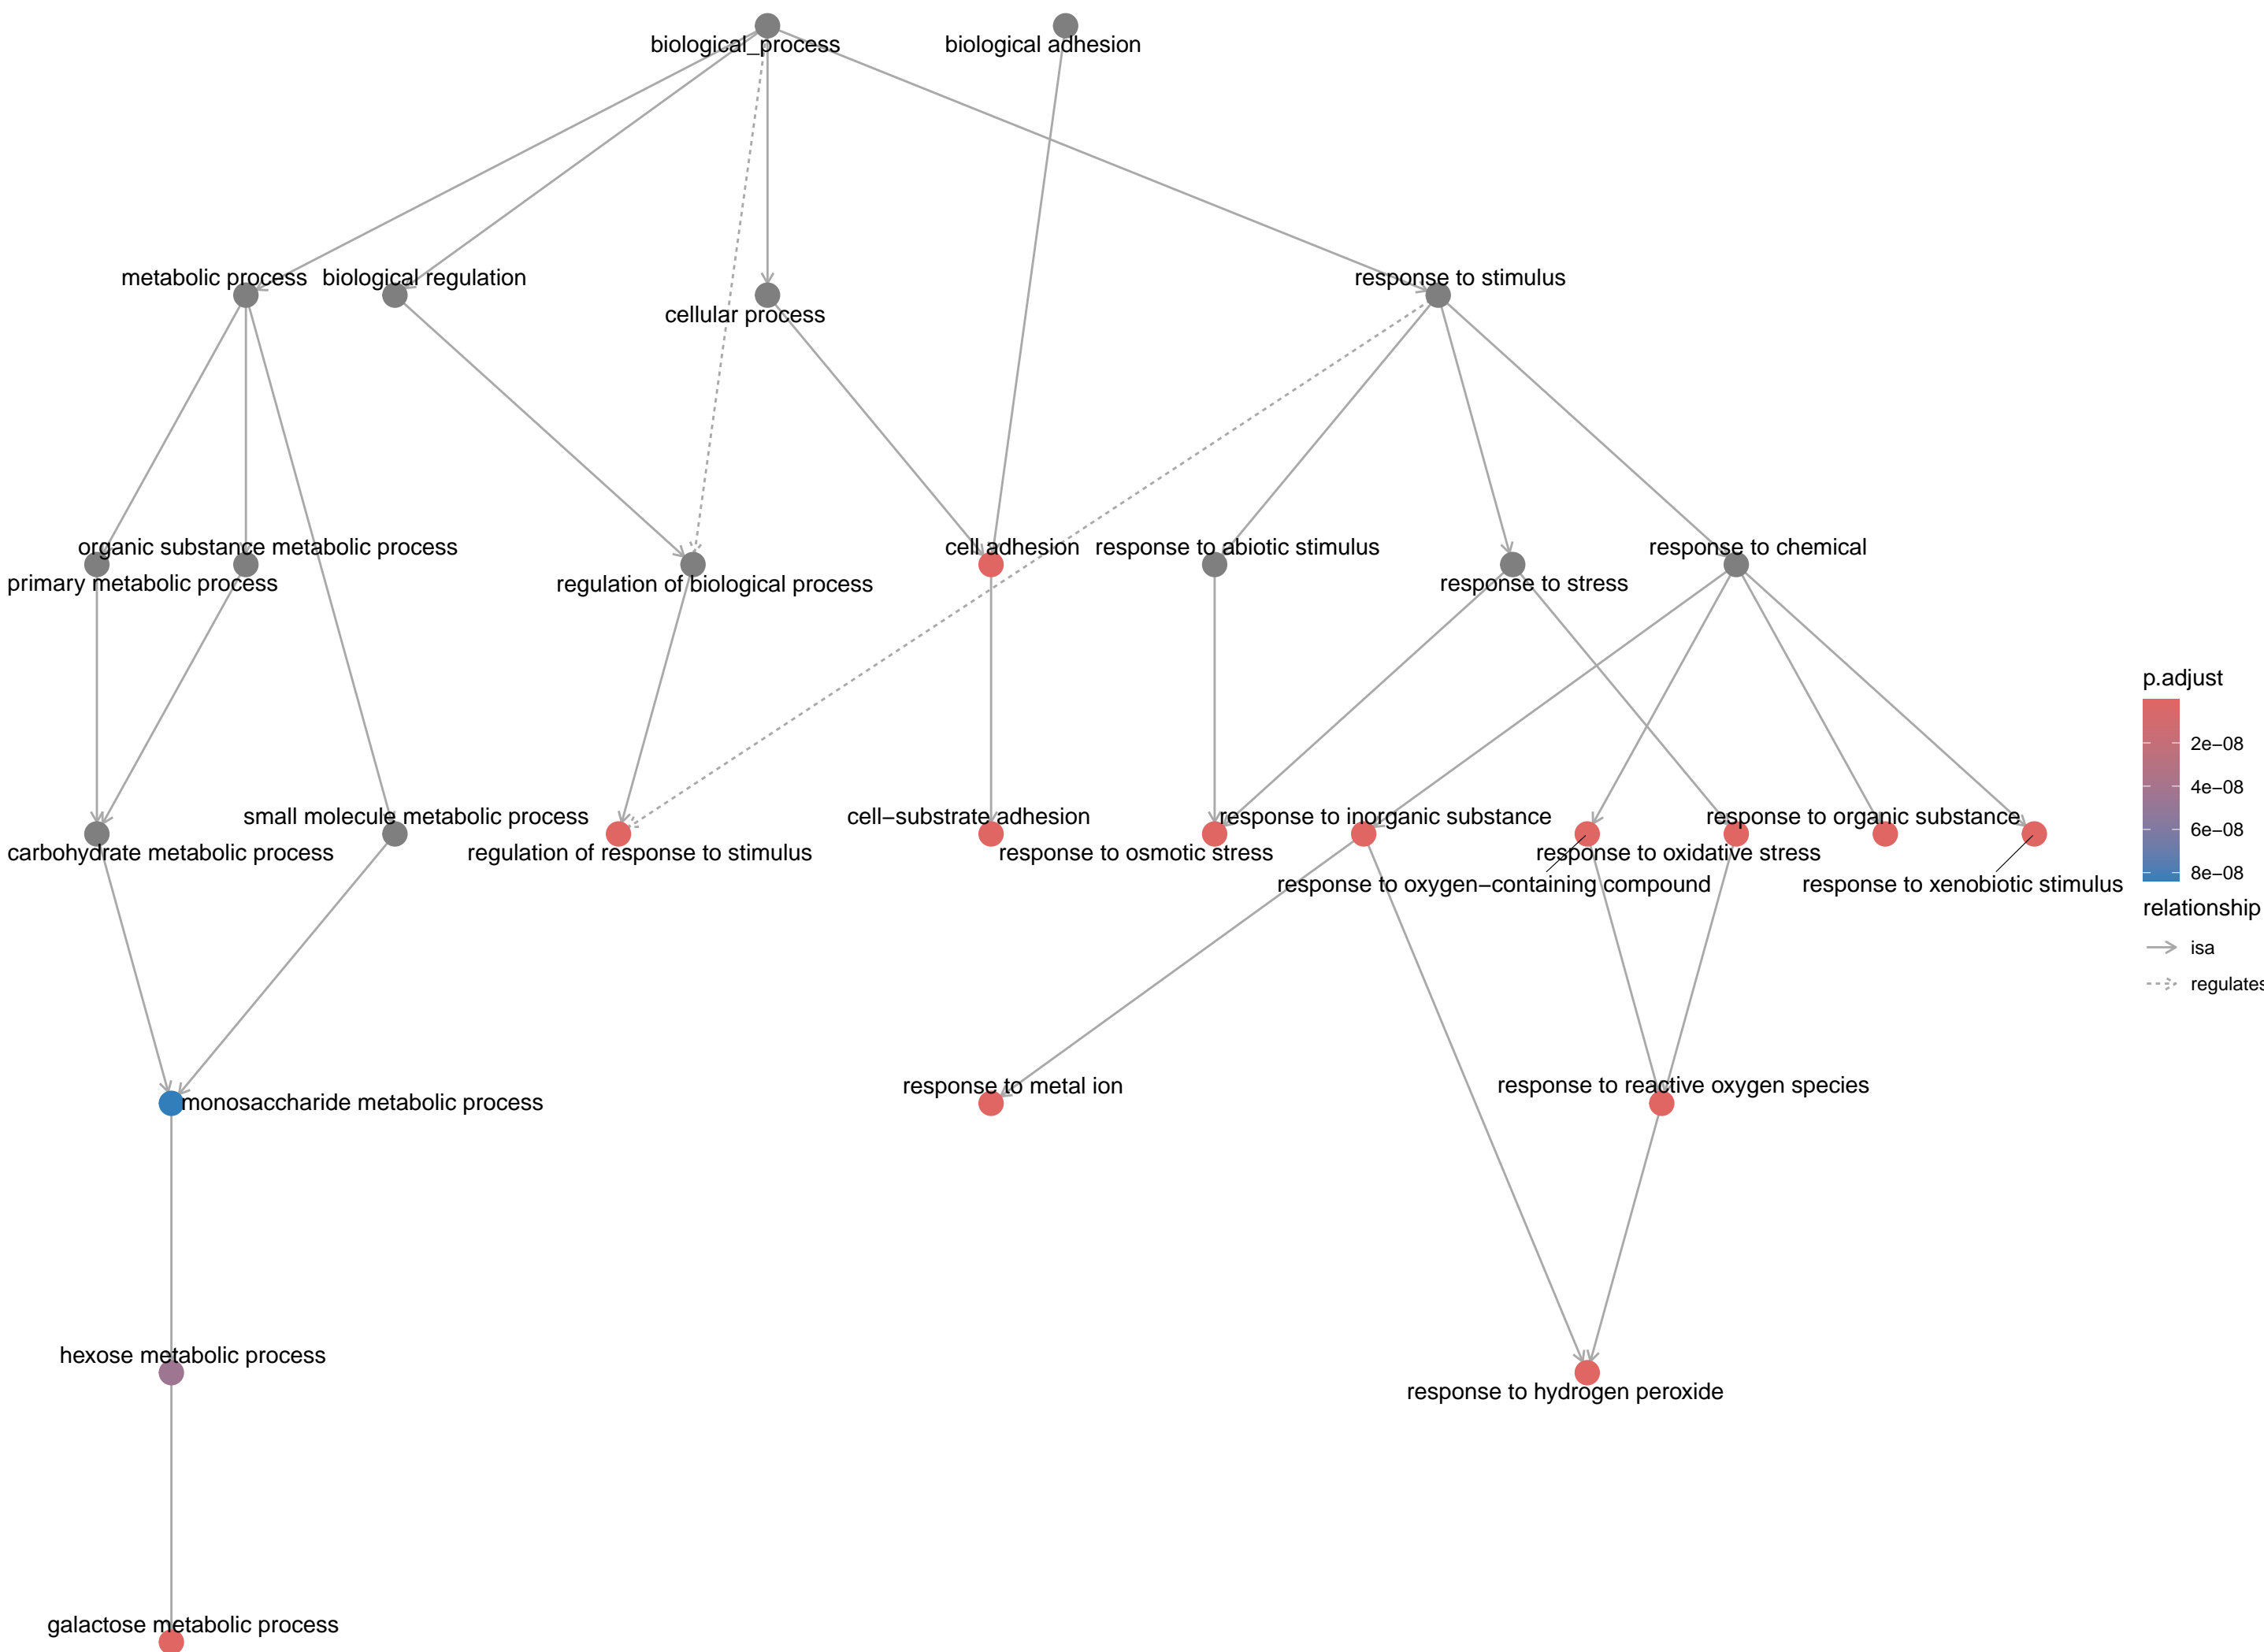 biological_process
biological adhesion
metabolic process
biological regulation
response to stimulus
cellular process
organic substance metabolic process
cell adhesion
response to abiotic stimulus
response to chemical
primary metabolic process
regulation of biological process
response to stress
p.adjust
2e−08
4e−08
6e−08
8e−08
relationship
isa
regulates
small molecule metabolic process
cell−substrate adhesion
response to inorganic substance
response to organic substance
carbohydrate metabolic process
regulation of response to stimulus
response to osmotic stress
response to oxidative stress
response to oxygen−containing compound
response to xenobiotic stimulus
monosaccharide metabolic process
response to metal ion
response to reactive oxygen species
hexose metabolic process
response to hydrogen peroxide
galactose metabolic process